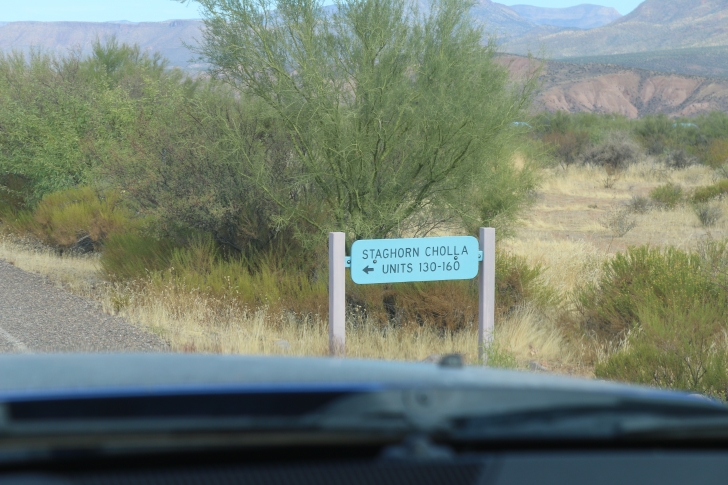 STAGHORN CHOLLA
← UNITS 130-160